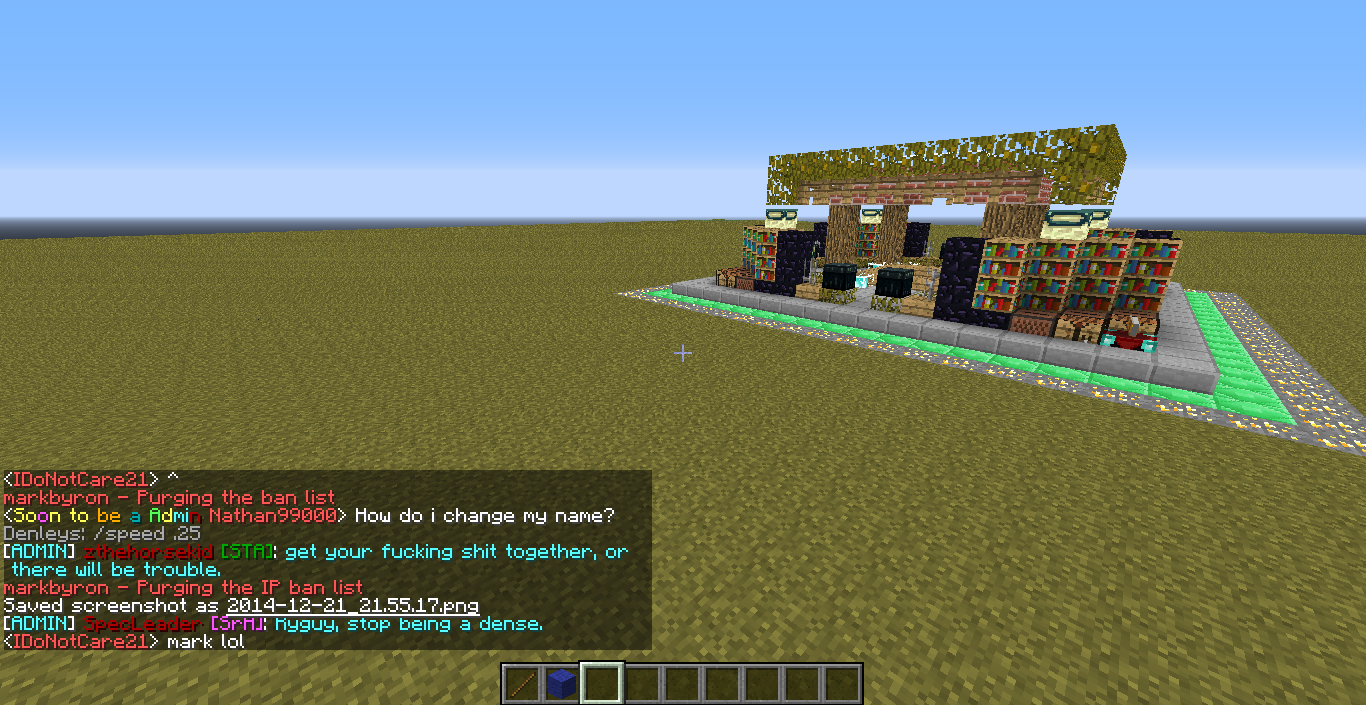 <IDoNotCare21> ^
markbyron - Purging the ban list
<Soon to be a Admin Nathan99000> How do i change my name?
Denleys: /speed .25
[ADMIN] zthehorsekid [STA]: get your fucking shit together, or
there will be trouble.
markbyron - Purging the IP ban list
Saved screenshot as 2014-12-21_21.55.17.png
[ADMIN] SpecLeader [SrA]: Ryguy, stop being a dense.
<IDoNotCare21> mark lol